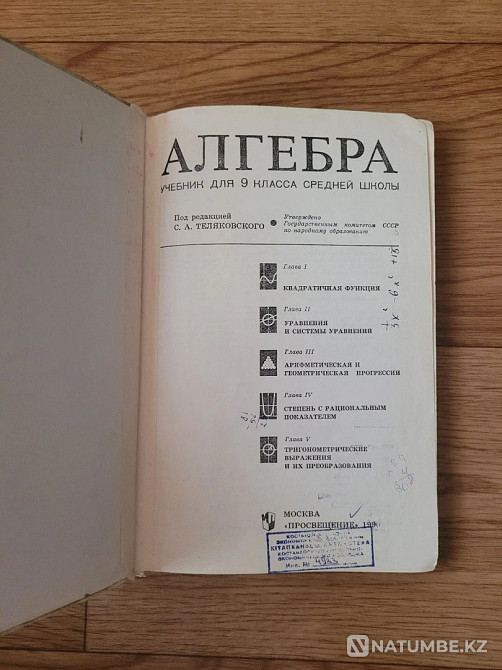 АЛГЕБРА
УЧЕБНИК ДЛЯ 9 КЛАССА СРЕДНЕЙ ШКОЛЫ
Под редакцией
С. А. ТЕЛЯКОВСКОГО
Утверждено
Государственным комитетом СССР
по народному образованию
Глава I
КВАДРАТИЧНАЯ ФУНКЦИЯ
Глава II
УРАВНЕНИЯ
И СИСТЕМЫ УРАВНЕНИЙ
Глава III
АРИФМЕТИЧЕСКАЯ И
ГЕОМЕТРИЧЕСКАЯ ПРОГРЕССИИ
Глава IV
СТЕПЕНЬ С РАЦИОНАЛЬНЫМ
ПОКАЗАТЕЛЕМ
Глава V
ТРИГОНОМЕТРИЧЕСКИЕ
ВЫРАЖЕНИЯ
И ИХ ПРЕОБРАЗОВАНИЯ
МОСКВА
«ПРОСВЕЩЕНИЕ»
Инв. №
NATUMBE.KZ